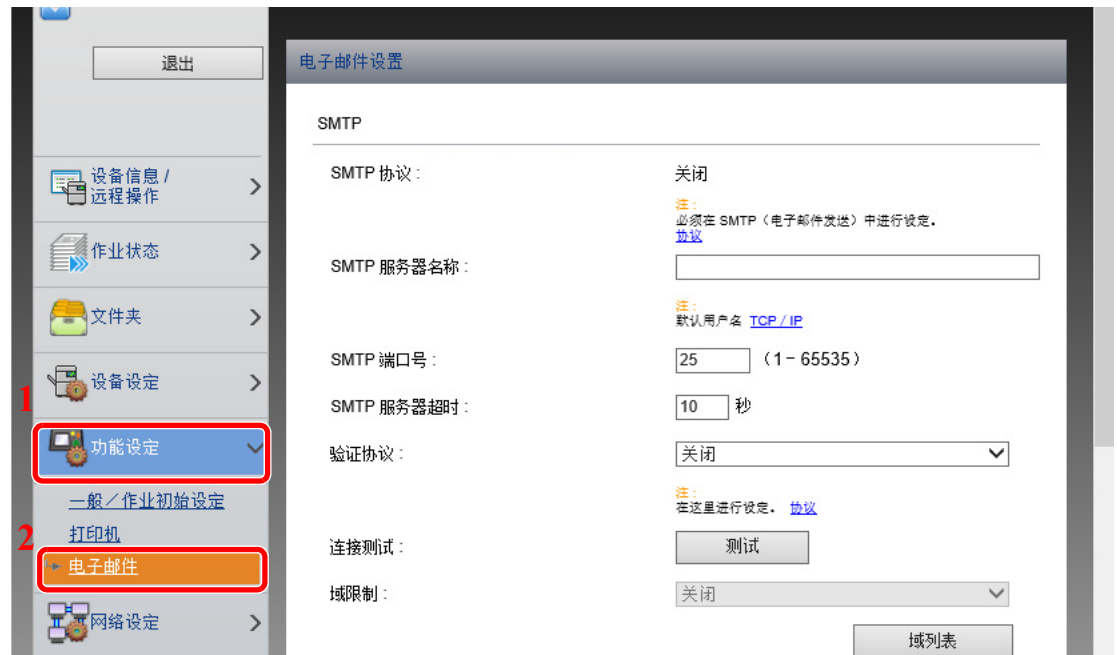 退出
设备信息 /
远程操作
作业状态
文件夹
设备设定
1
功能设定
一般／作业初始设定
2
打印机
电子邮件
网络设定
电子邮件设置
SMTP
SMTP 协议 :
关闭
注 :
必须在 SMTP（电子邮件发送）中进行设定.
协议
SMTP 服务器名称 :
注 :
默认用户名 TCP / IP
SMTP 端口号 :
25 （1 - 65535）
SMTP 服务器超时 :
10 秒
验证协议 :
关闭
注 :
在这里进行设定. 协议
连接测试 :
测试
域限制 :
关闭
域列表